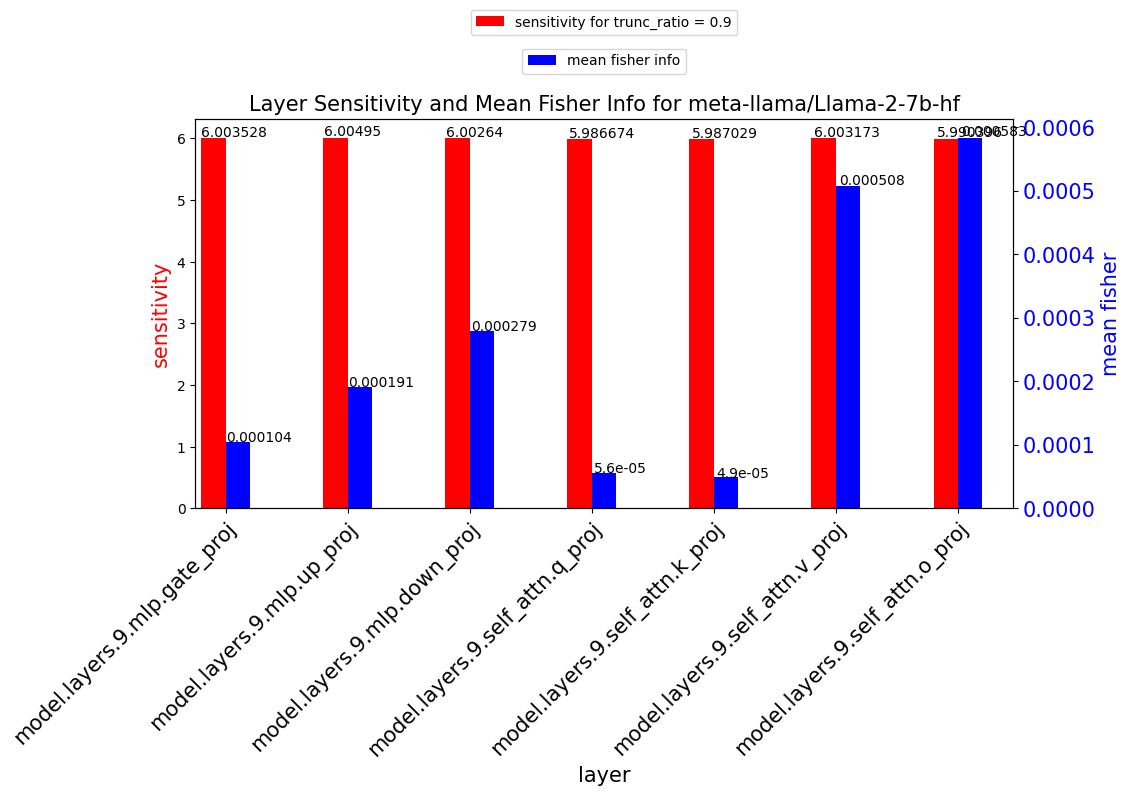 sensitivity for trunc_ratio = 0.9
mean fisher info
Layer Sensitivity and Mean Fisher Info for meta-llama/Llama-2-7b-hf
6.003528
6.00495
6.00264
5.986674
5.987029
6.003173
5.990396
0.000104
0.000191
0.000279
5.6e-05
4.9e-05
0.000508
0.000583
6
5
4
3
2
1
0
sensitivity
0.0006
0.0005
0.0004
0.0003
0.0002
0.0001
0.0000
mean fisher
model.layers.9.mlp.gate_proj
model.layers.9.mlp.up_proj
model.layers.9.mlp.down_proj
model.layers.9.self_attn.q_proj
model.layers.9.self_attn.k_proj
model.layers.9.self_attn.v_proj
model.layers.9.self_attn.o_proj
layer